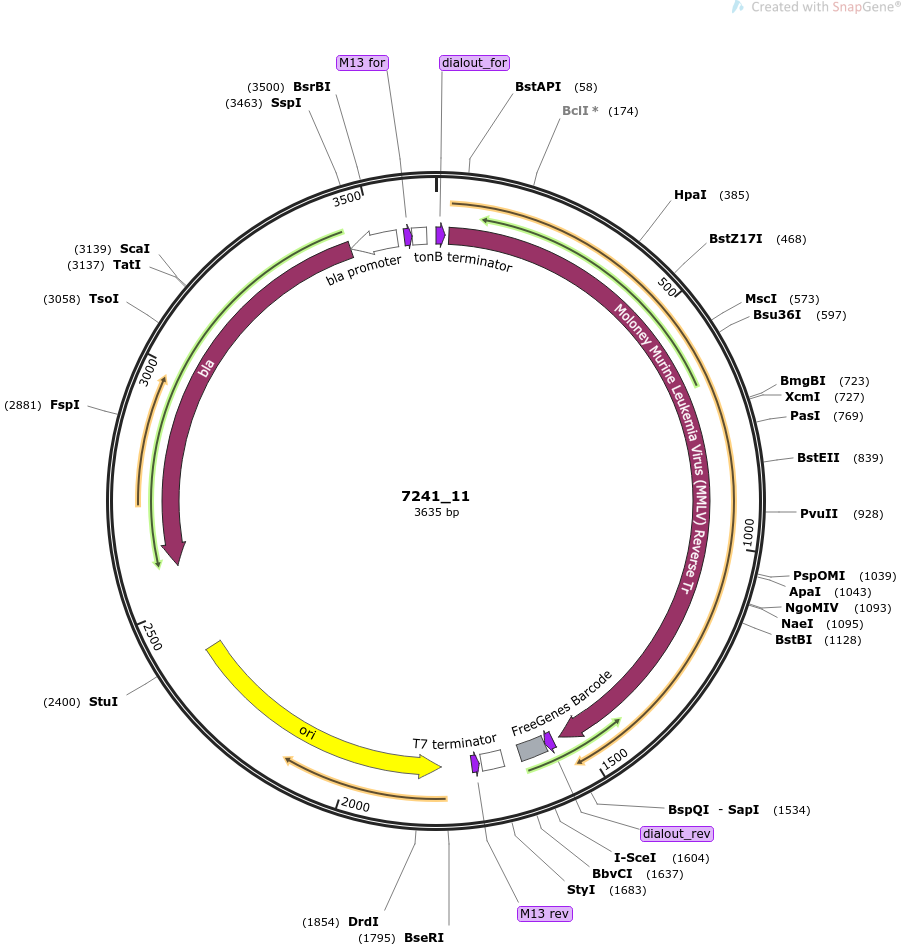 Created with SnapGene®
M13 for
dialout_for
(3500) BsrBI
(3463) SspI
BstAPI (58)
BclI * (174)
HpaI (385)
BstZ17I (468)
MscI (573)
Bsu36I (597)
BmgBI (723)
XcmI (727)
PasI (769)
BstEII (839)
PvuII (928)
PspOMI (1039)
ApaI (1043)
NgoMIV (1093)
NaeI (1095)
BstBI (1128)
(3139) ScaI
(3137) TatI
(3058) TsoI
(2881) FspI
(2400) StuI
3500
500
3000
1000
2500
1500
2000
bla promoter
tonB terminator
Moloney Murine Leukemia Virus (MMLV) Reverse Tr
bla
7241_11
3635 bp
FreeGenes Barcode
T7 terminator
ori
BspQI - SapI (1534)
dialout_rev
I-SceI (1604)
BbvCI (1637)
StyI (1683)
M13 rev
(1854) DrdI
(1795) BseRI